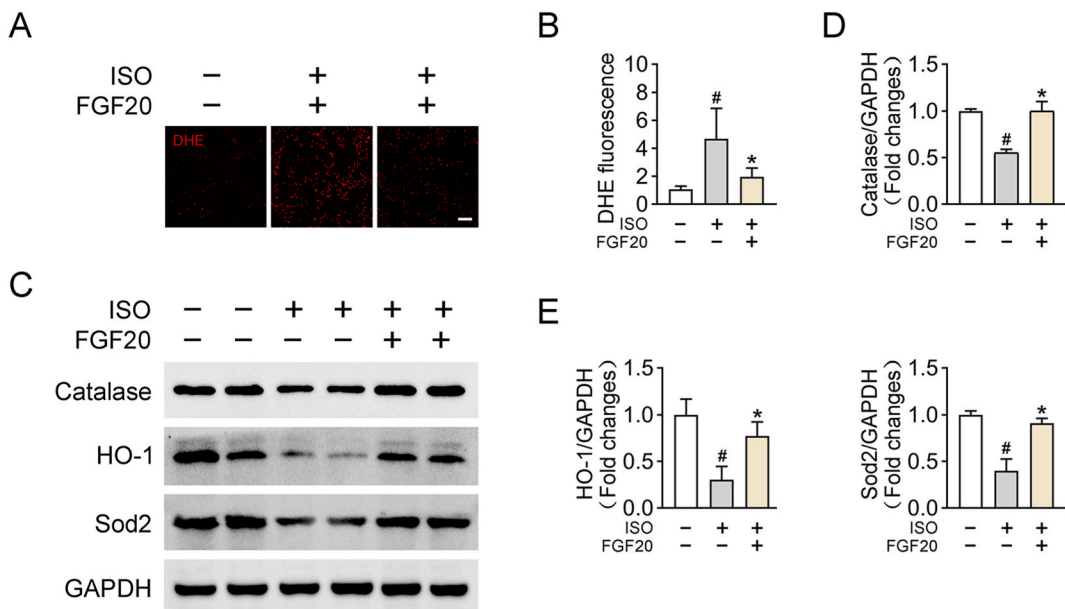 A
ISO − + +
FGF20 − + +
DHE
B
DHE fluorescence
10
8
6
4
2
0
#
*
ISO − + +
FGF20 − − +
D
Catalase/GAPDH
(Fold changes)
1.5
1.0
0.5
0.0
#
*
ISO − + +
FGF20 − − +
C
ISO − − + + + +
FGF20 − − − − + +
Catalase
HO-1
Sod2
GAPDH
E
HO-1/GAPDH
(Fold changes)
1.5
1.0
0.5
0.0
#
*
ISO − + +
FGF20 − − +
Sod2/GAPDH
(Fold changes)
1.5
1.0
0.5
0.0
#
*
ISO − + +
FGF20 − − +